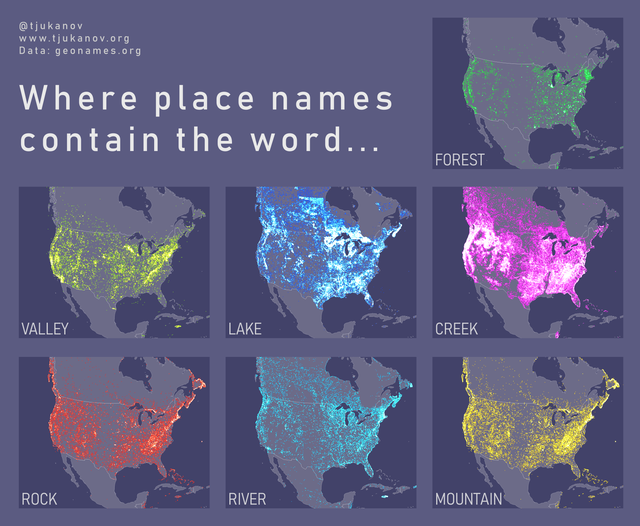 @tjukanov
www.tjukanov.org
Data: geonames.org
Where place names
contain the word...
FOREST
VALLEY
LAKE
CREEK
ROCK
RIVER
MOUNTAIN